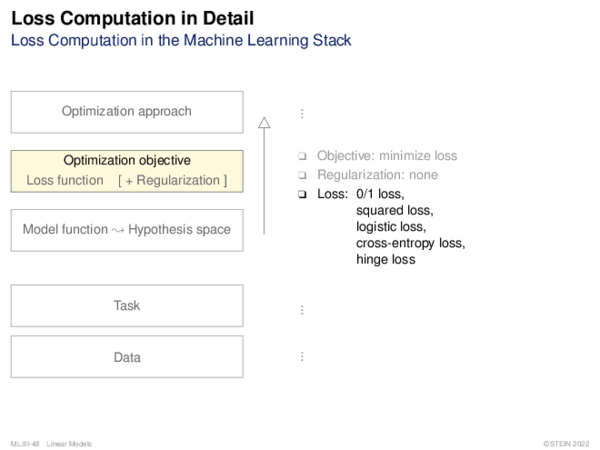 Loss Computation in Detail
Loss Computation in the Machine Learning Stack
Optimization approach
⋮
Optimization objective
Loss function [ + Regularization ]
❑ Objective: minimize loss
❑ Regularization: none
❑ Loss: 0/1 loss,
squared loss,
logistic loss,
cross-entropy loss,
hinge loss
Model function ⤳ Hypothesis space
Task
⋮
Data
⋮
ML:III-48 Linear Models
©STEIN 2022